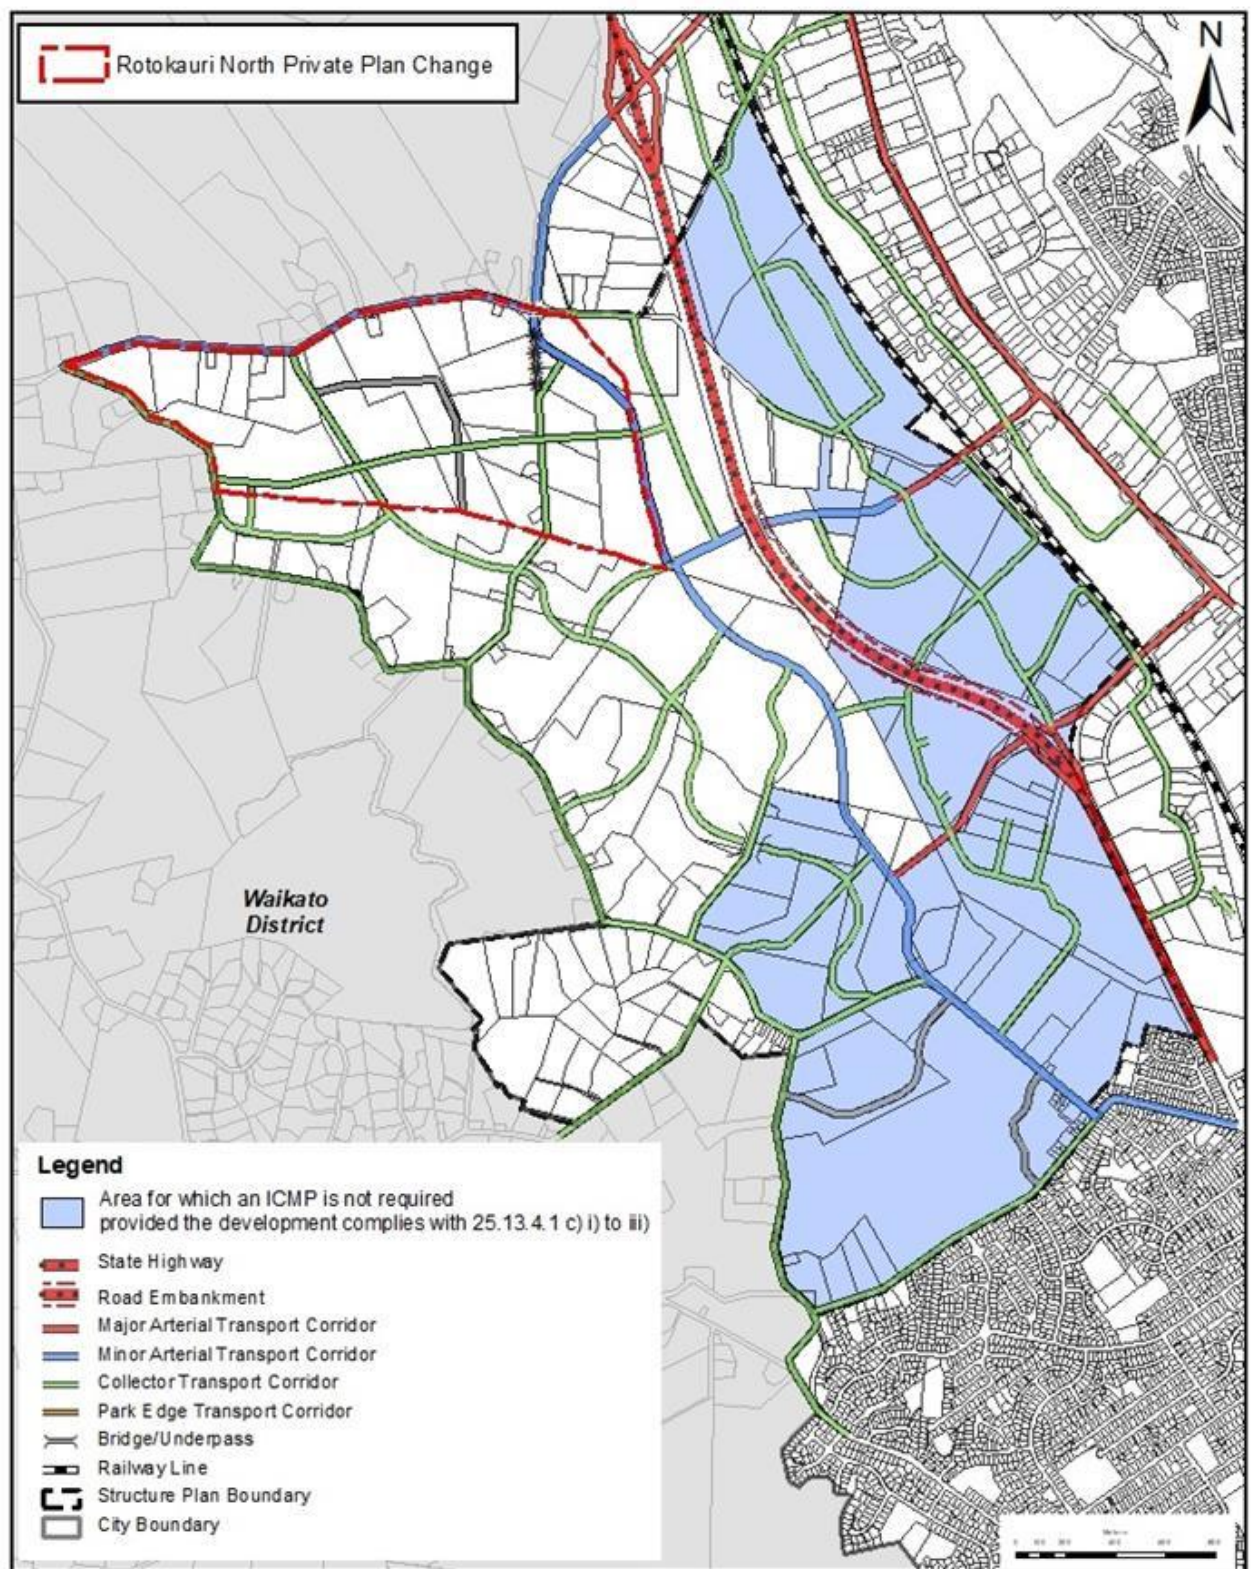 Rotokauri North Private Plan Change
N
Waikato
District
Legend
Area for which an ICMP is not required
provided the development complies with 25.13.4.1 c) i) to iii)
State Highway
Road Embankment
Major Arterial Transport Corridor
Minor Arterial Transport Corridor
Collector Transport Corridor
Park Edge Transport Corridor
Bridge/Underpass
Railway Line
Structure Plan Boundary
City Boundary